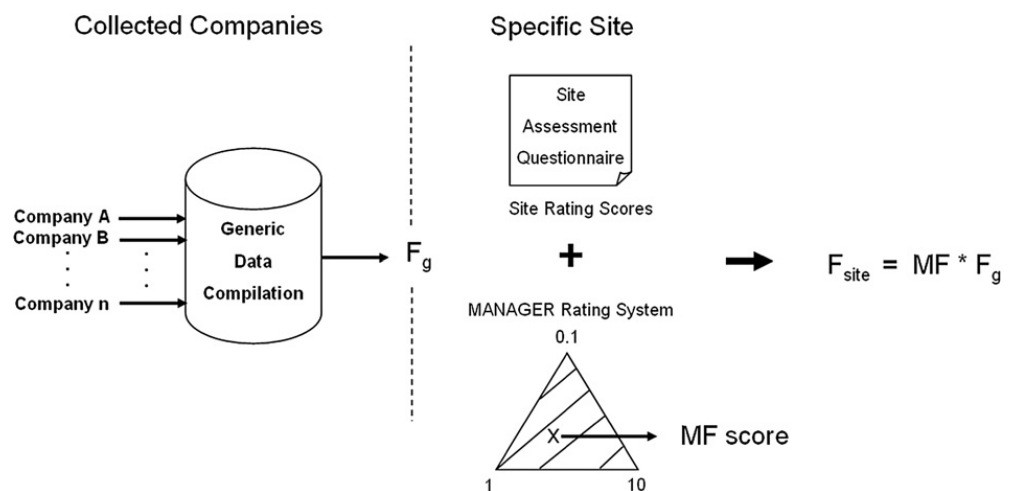 Collected Companies
Specific Site
Site
Assessment
Questionnaire
Site Rating Scores
Company A
Company B
Company n
Generic
Data
Compilation
Fg
+
MANAGER Rating System
0.1
X
MF score
1
10
Fsite = MF * Fg